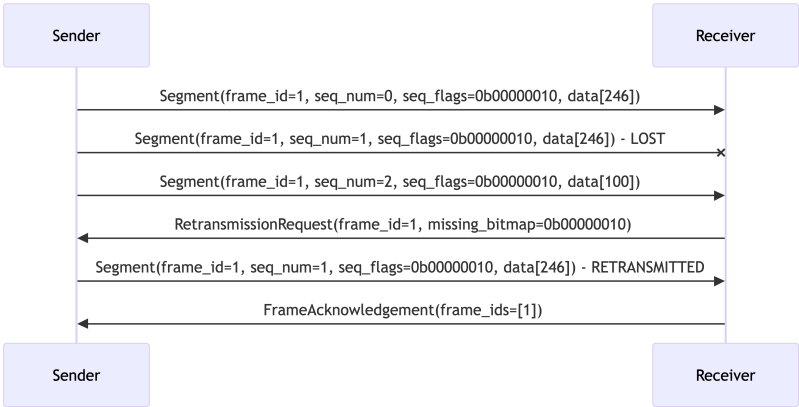 Sender Receiver
Segment(frame_id=1, seq_num=0, seq_flags=0b00000010, data[246])
Segment(frame_id=1, seq_num=1, seq_flags=0b00000010, data[246]) - LOST
Segment(frame_id=1, seq_num=2, seq_flags=0b00000010, data[100])
RetransmissionRequest(frame_id=1, missing_bitmap=0b00000010)
Segment(frame_id=1, seq_num=1, seq_flags=0b00000010, data[246]) - RETRANSMITTED
FrameAcknowledgement(frame_ids=[1])
Sender Receiver